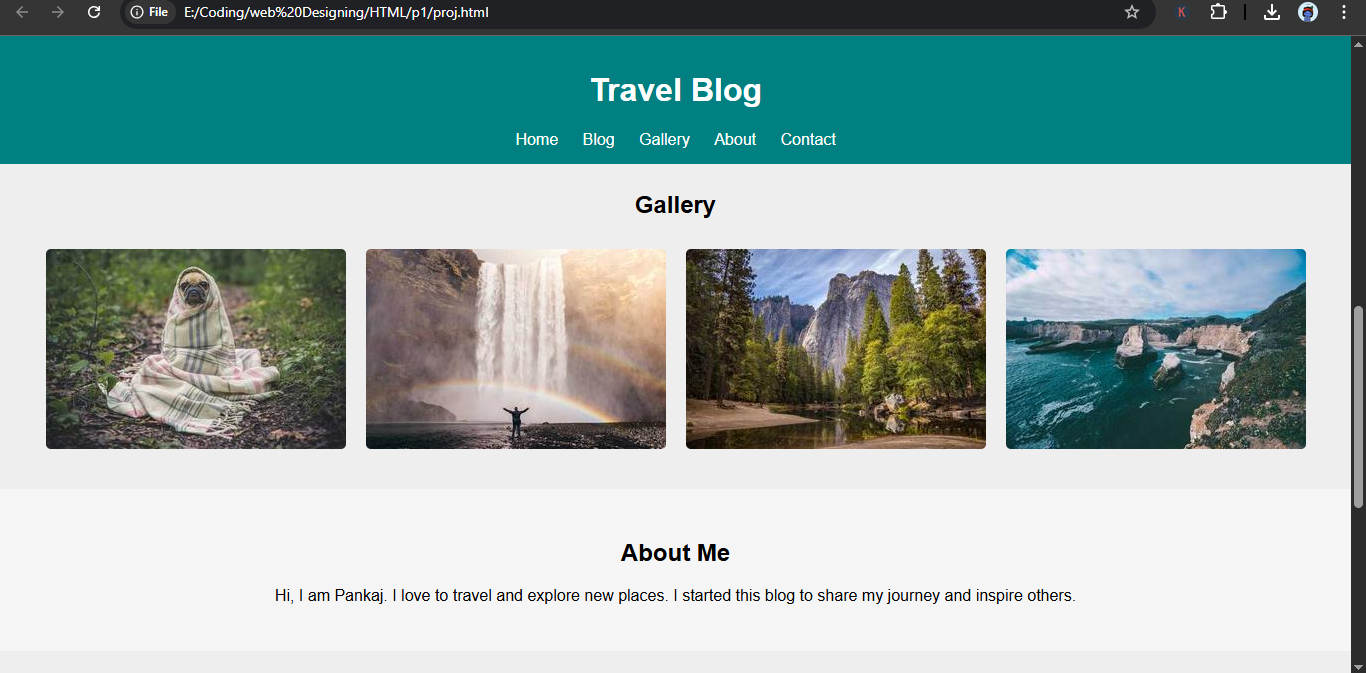 File E:/Coding/web%20Designing/HTML/p1/proj.html K
Travel Blog
Home Blog Gallery About Contact
Gallery
About Me
Hi, I am Pankaj. I love to travel and explore new places. I started this blog to share my journey and inspire others.